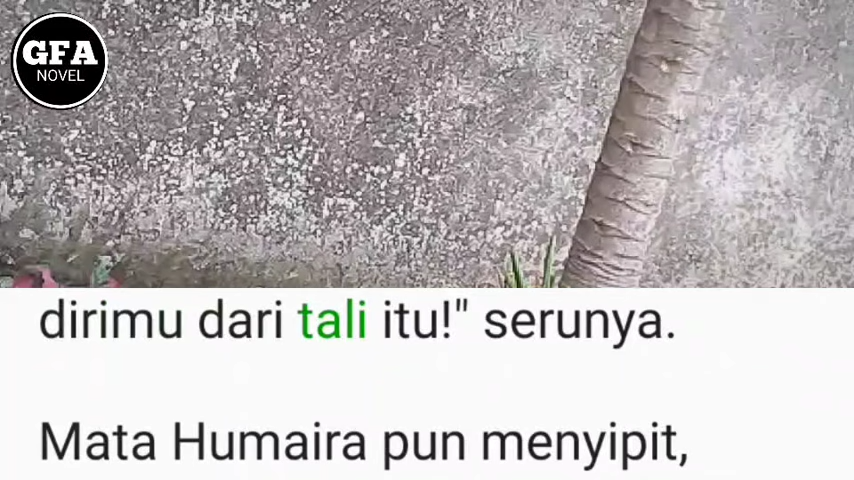 GFA
NOVEL
dirimu dari tali itu!" serunya.
Mata Humaira pun menyipit,